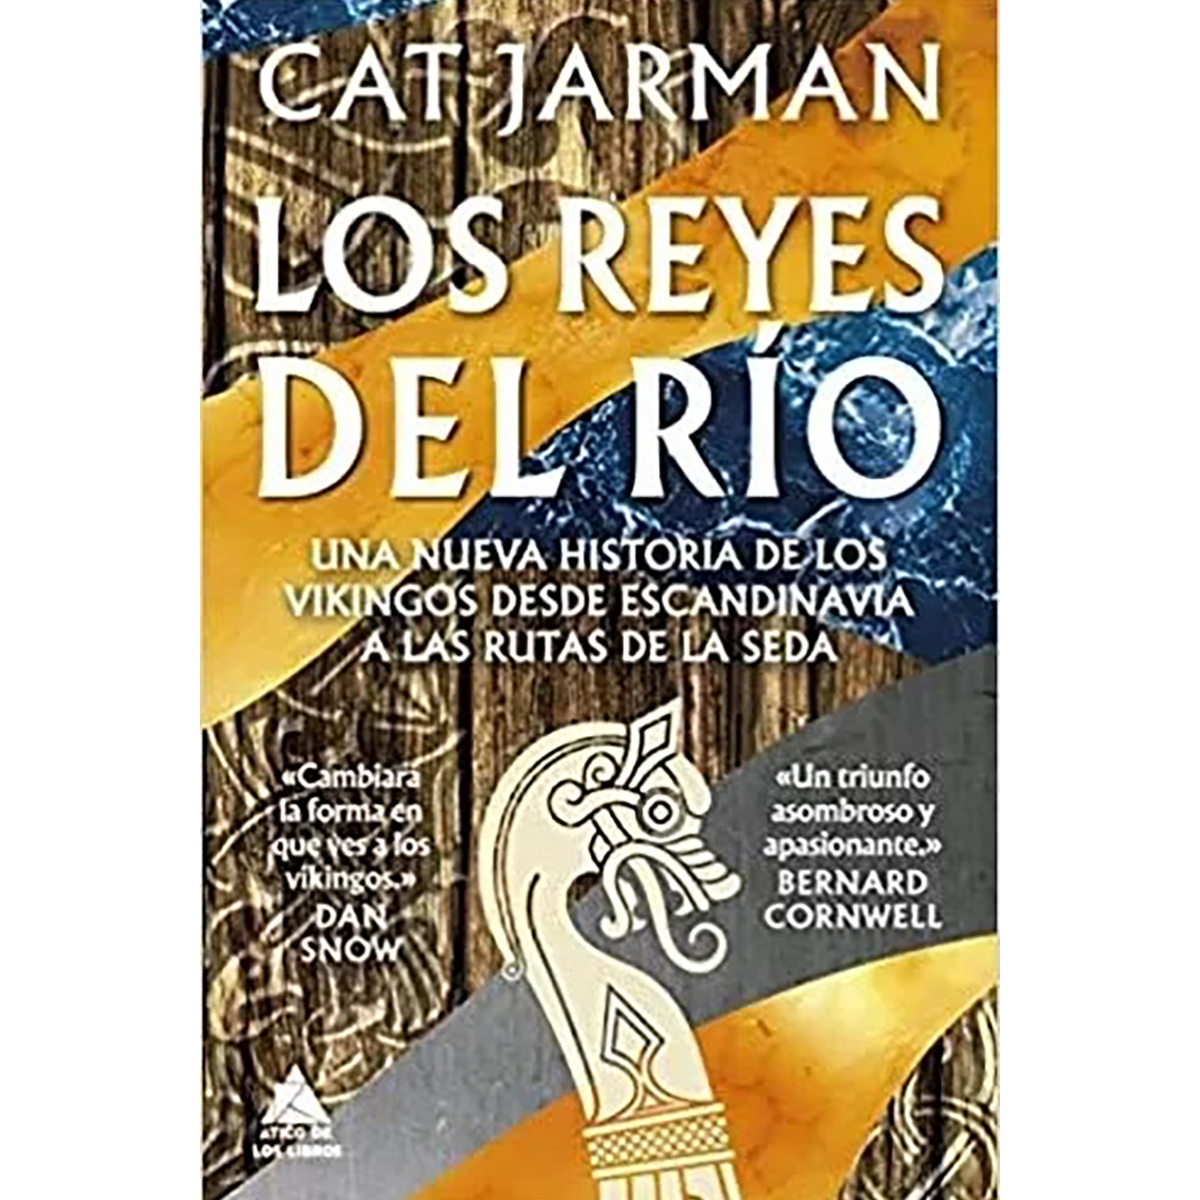 CAT JARMAN
LOS REYES
DEL RÍO
UNA NUEVA HISTORIA DE LOS
VIKINGOS DESDE ESCANDINAVIA
A LAS RUTAS DE LA SEDA
«Cambiará
la forma en
que ves a los
vikingos.»
DAN
SNOW
«Un triunfo
asombroso y
apasionante.»
BERNARD
CORNWELL
ÁTICO DE
LOS LIBROS